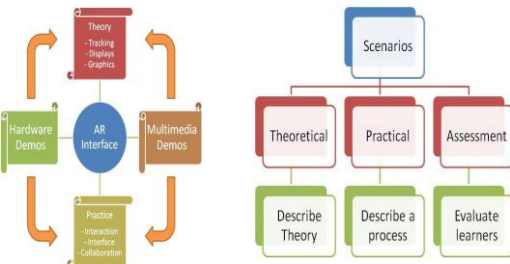 Theory
- Tracking
- Displays
- Graphics
Hardware
Demos
AR
Interface
Multimedia
Demos
Practice
- Interaction
- Interface
- Collaboration
Scenarios
Theoretical
Practical
Assessment
Describe
Theory
Describe a
process
Evaluate
learners